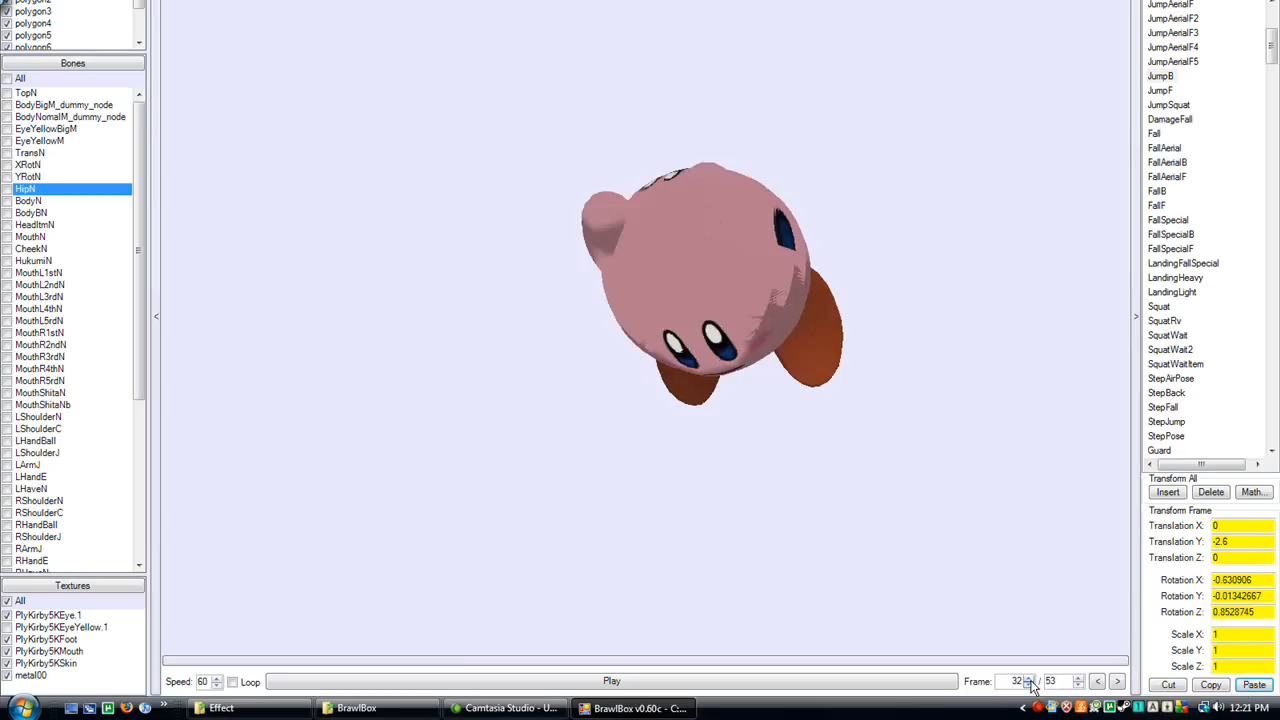 polygon2
polygon3
polygon4
polygon5
polygon6
Bones
All
TopN
BodyBigM_dummy_node
BodyNomalM_dummy_node
EyeYellowBigM
EyeYellowM
TransN
XRotN
YRotN
HipN
BodyN
BodyBN
HeadItmN
MouthN
CheekN
HukumiN
MouthL1stN
MouthL2ndN
MouthL3rdN
MouthL4thN
MouthL5rdN
MouthR1stN
MouthR2ndN
MouthR3rdN
MouthR4thN
MouthR5rdN
MouthShitaN
MouthShitaNb
LShoulderN
LShoulderC
LHandBall
LShoulderJ
LArmJ
LHandE
LHaveN
RShoulderN
RShoulderC
RHandBall
RShoulderJ
RArmJ
RHandE
Textures
All
PlyKirby5KEye.1
PlyKirby5KEyeYellow.1
PlyKirby5KFoot
PlyKirby5KMouth
PlyKirby5KSkin
metal00
Speed: 60 Loop Play Frame: 32 / 53 < >
JumpAerialF
JumpAerialF2
JumpAerialF3
JumpAerialF4
JumpAerialF5
JumpB
JumpF
JumpSquat
DamageFall
Fall
FallAerial
FallAerialB
FallAerialF
FallB
FallF
FallSpecial
FallSpecialB
FallSpecialF
LandingFallSpecial
LandingHeavy
LandingLight
Squat
SquatRv
SquatWait
SquatWait2
SquatWaitItem
StepAirPose
StepBack
StepFall
StepJump
StepPose
Guard
Transform All
Insert Delete Math...
Transform Frame
Translation X: 0
Translation Y: -2.6
Translation Z: 0
Rotation X: -0.630906
Rotation Y: -0.01342667
Rotation Z: 0.8528745
Scale X: 1
Scale Y: 1
Scale Z: 1
Cut Copy Paste
Effect BrawlBox Camtasia Studio - U... BrawlBox v0.60c - C:... 12:21 PM